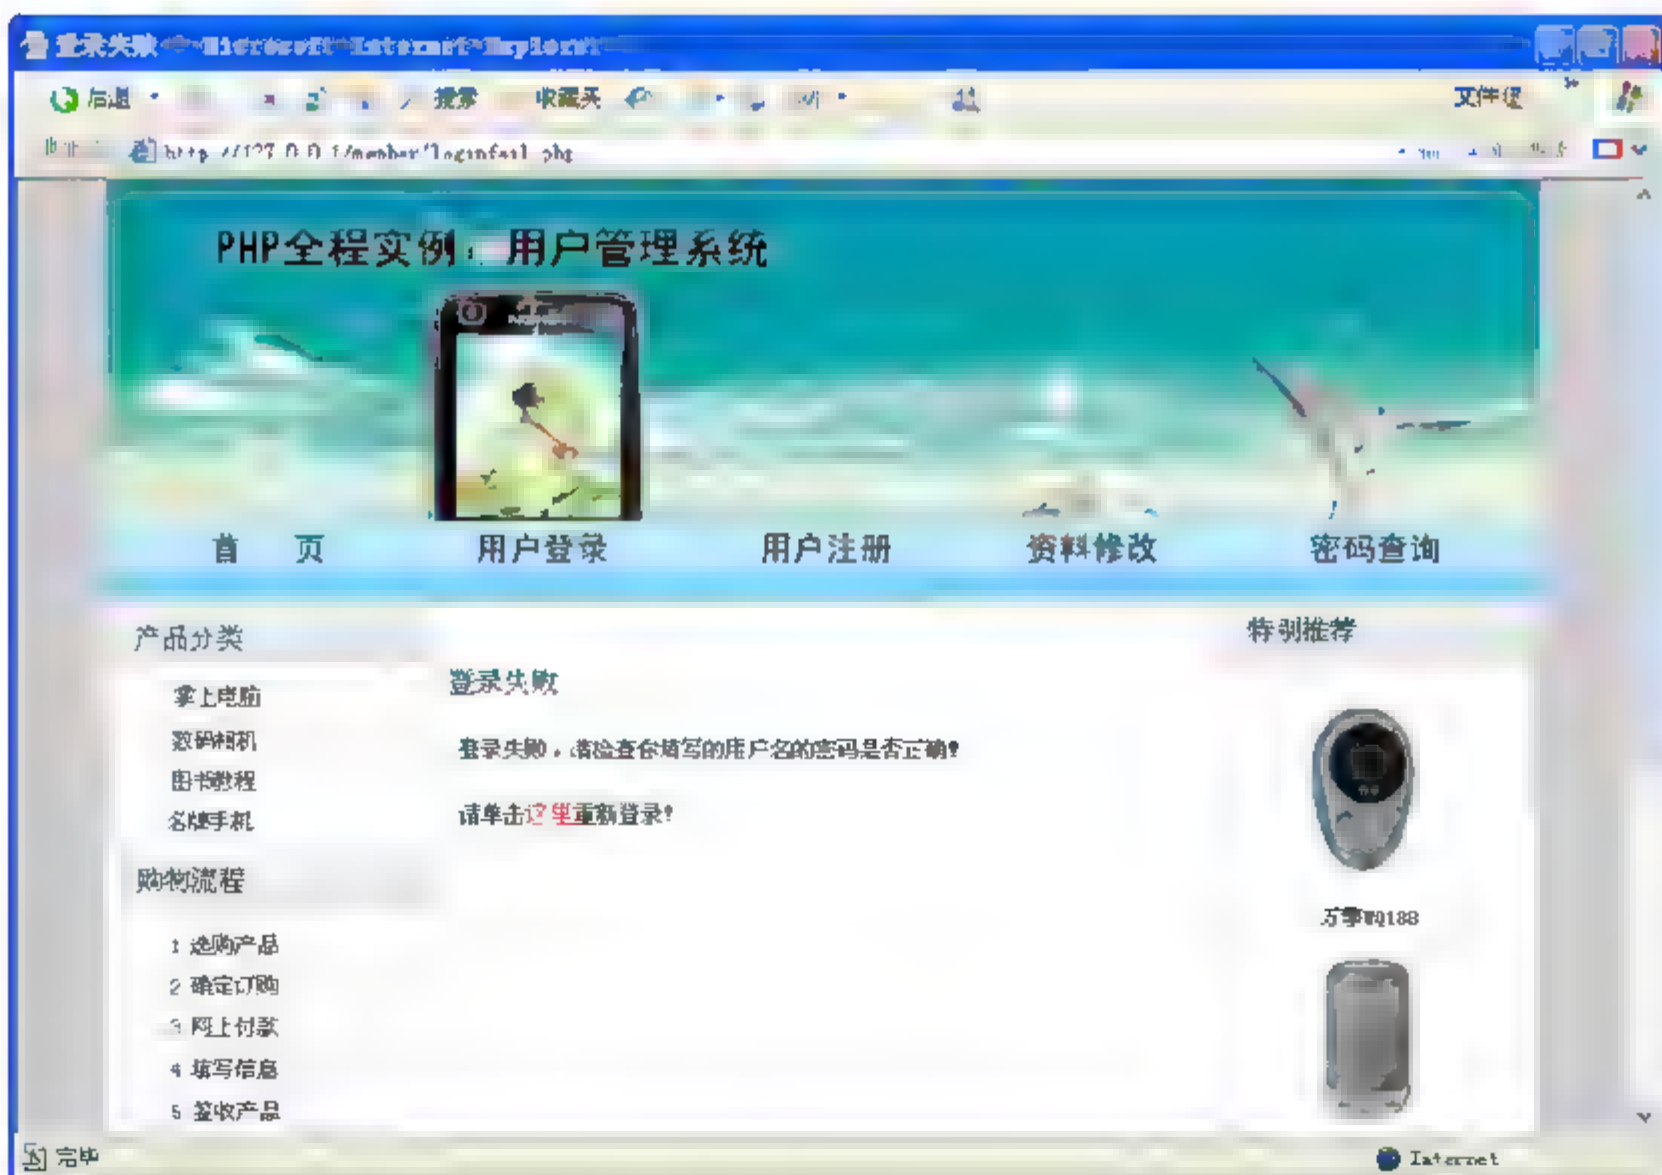 登录失败 - Microsoft Internet Explorer
后退 搜索 收藏夹 文件(F)
http://127.0.0.1/member/loginfail.php
PHP全程实例：用户管理系统
首 页 用户登录 用户注册 资料修改 密码查询
产品分类
掌上电脑
数码相机
图书教程
名牌手机
购物流程
1 选购产品
2 确定订购
3 网上付款
4 填写信息
5 签收产品
登录失败
登录失败，请检查你填写的用户名的密码是否正确！
请单击这里重新登录！
特别推荐
完毕
Internet